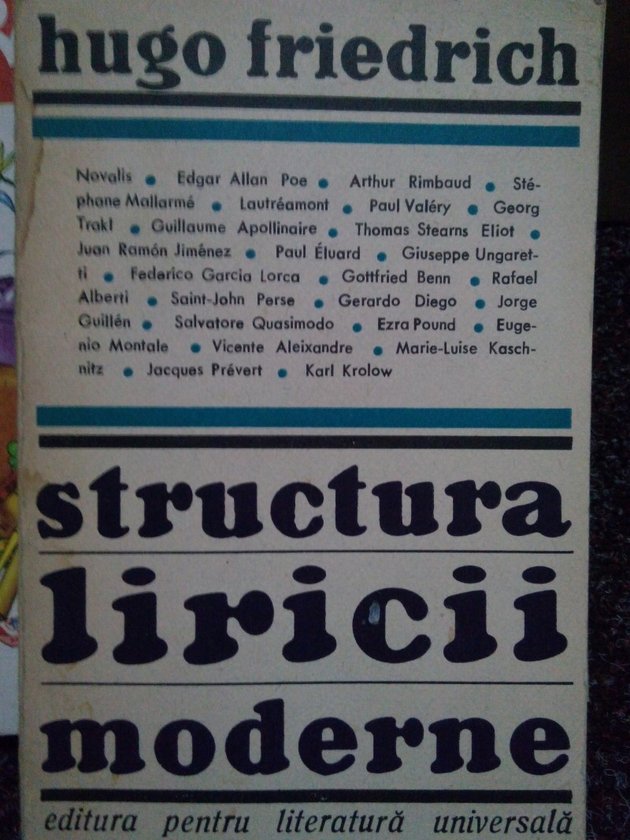 hugo friedrich
Novalis • Edgar Allan Poe • Arthur Rimbaud • Sté-
phane Mallarmé • Lautréamont • Paul Valéry • Georg
Trakl • Guillaume Apollinaire • Thomas Stearns Eliot •
Juan Ramón Jiménez • Paul Éluard • Giuseppe Ungaret-
ti • Federico Garcia Lorca • Gottfried Benn • Rafael
Alberti • Saint-John Perse • Gerardo Diego • Jorge
Guillén • Salvatore Quasimodo • Ezra Pound • Euge-
nio Montale • Vicente Aleixandre • Marie-Luise Kasch-
nitz • Jacques Prévert • Karl Krolow
structura
liricii
moderne
editura pentru literatură universală